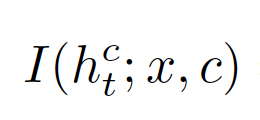 I(h_t^c; x, c)